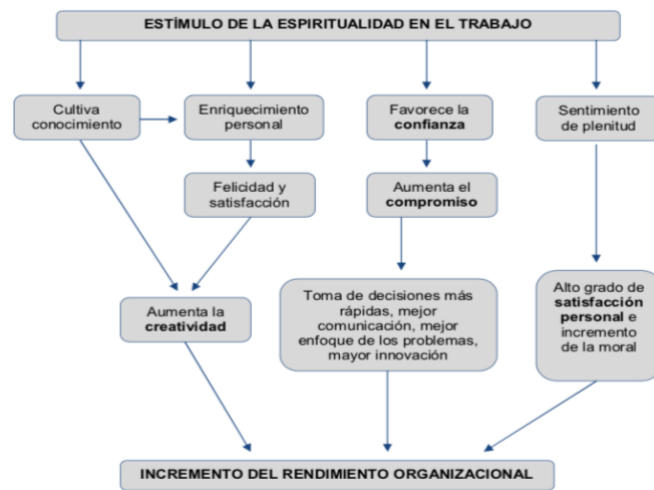 ESTÍMULO DE LA ESPIRITUALIDAD EN EL TRABAJO
Cultiva
conocimiento
Enriquecimiento
personal
Favorece la
confianza
Sentimiento
de plenitud
Felicidad y
satisfacción
Aumenta el
compromiso
Aumenta la
creatividad
Toma de decisiones más
rápidas, mejor
comunicación, mejor
enfoque de los problemas,
mayor innovación
Alto grado de
satisfacción
personal e
incremento
de la moral
INCREMENTO DEL RENDIMIENTO ORGANIZACIONAL